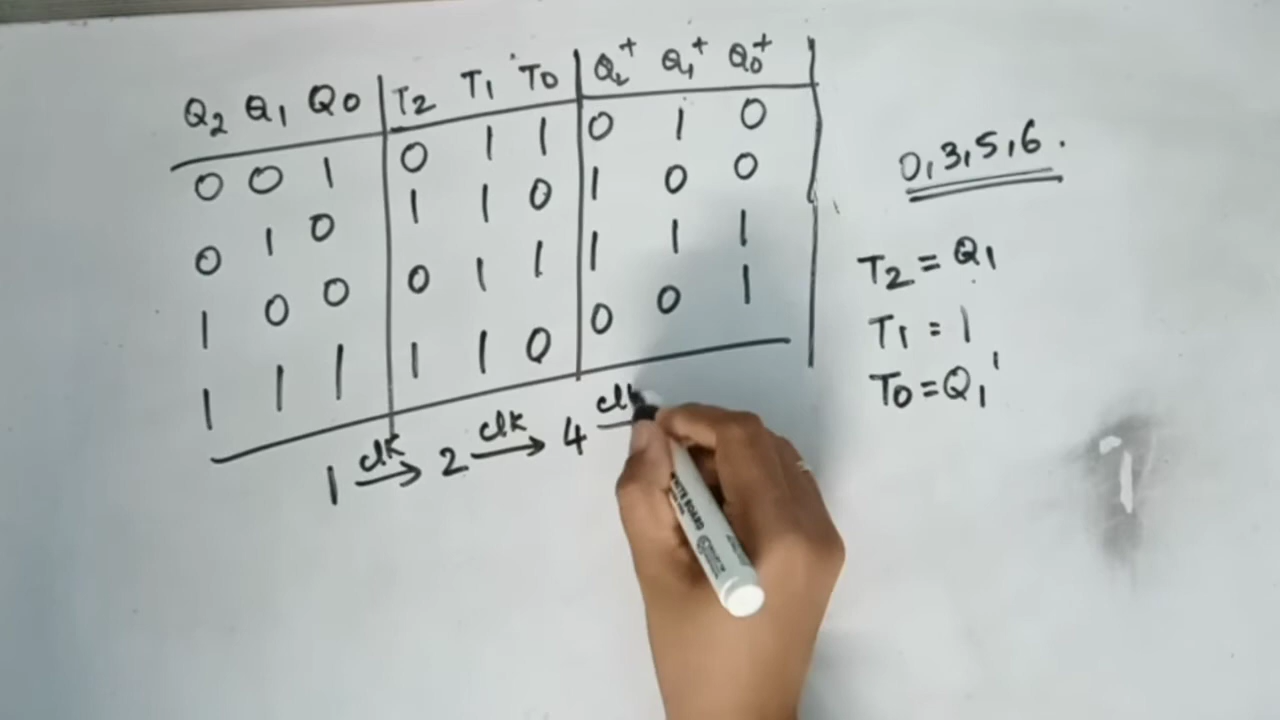 Q2 Q1 Q0 T2 T1 T0 Q2+ Q1+ Q0+
0 0 1 0 1 1 0 1 0
0 1 0 1 1 0 1 0 0
1 0 0 0 1 1 1 1 1
1 1 1 1 1 0 0 0 1
1 clk → 2 clk → 4 clk
0,3,5,6.
T2 = Q1
T1 = 1
T0 = Q1'
WHITE BOARD